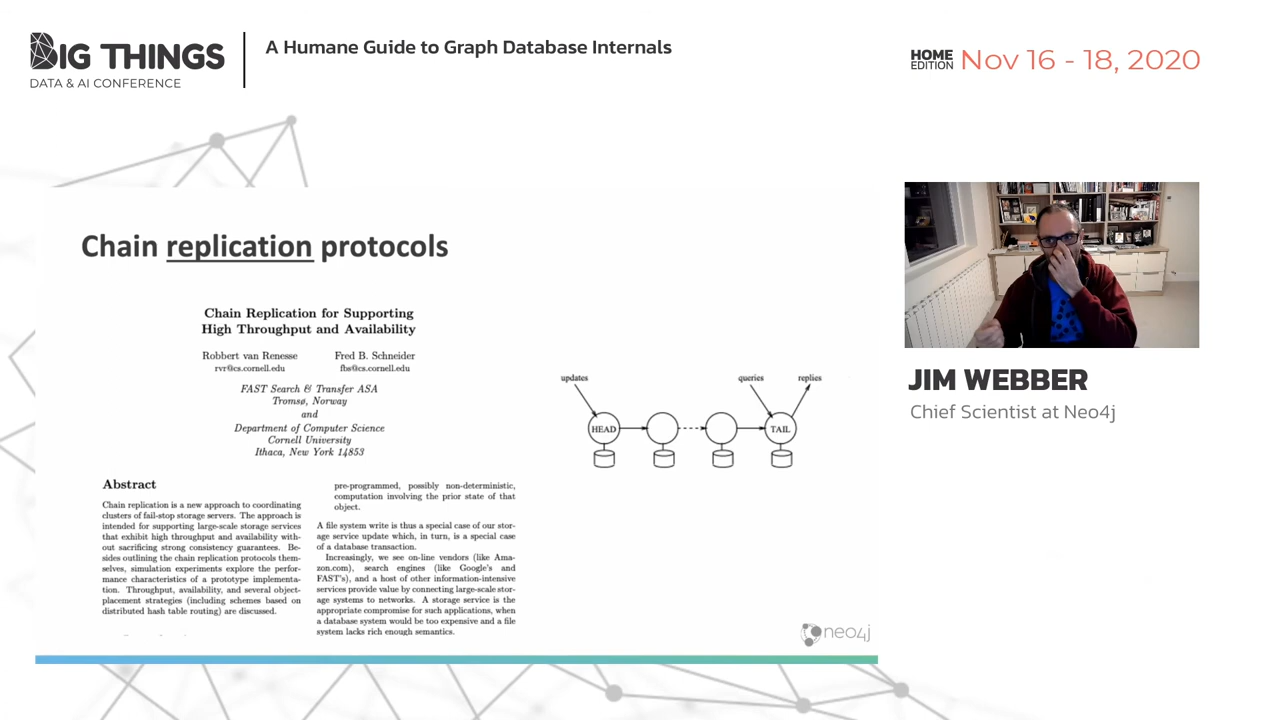 BIG THINGS
DATA & AI CONFERENCE
A Humane Guide to Graph Database Internals
HOME
EDITION
Nov 16 - 18, 2020
Chain replication protocols
Chain Replication for Supporting
High Throughput and Availability
Robbert van Renesse
rvr@cs.cornell.edu
Fred B. Schneider
fbs@cs.cornell.edu
FAST Search & Transfer ASA
Tromsø, Norway
and
Department of Computer Science
Cornell University
Ithaca, New York 14853
Abstract
Chain replication is a new approach to coordinating
clusters of fail-stop storage servers. The approach is
intended for supporting large-scale storage services
that exhibit high throughput and availability with-
out sacrificing strong consistency guarantees. Be-
sides outlining the chain replication protocols them-
selves, simulation experiments explore the perfor-
mance characteristics of a prototype implementa-
tion. Throughput, availability, and several object-
placement strategies (including schemes based on
distributed hash table routing) are discussed.
pre-programmed, possibly non-deterministic,
computation involving the prior state of that
object.
A file system write is thus a special case of our stor-
age service update which, in turn, is a special case
of a database transaction.
Increasingly, we see on-line vendors (like Ama-
zon.com), search engines (like Google's and
FAST's), and a host of other information-intensive
services provide value by connecting large-scale stor-
age systems to networks. A storage service is the
appropriate compromise for such applications, when
a database system would be too expensive and a file
system lacks rich enough semantics.
updates
queries
replies
HEAD
TAIL
neo4j
JIM WEBBER
Chief Scientist at Neo4j